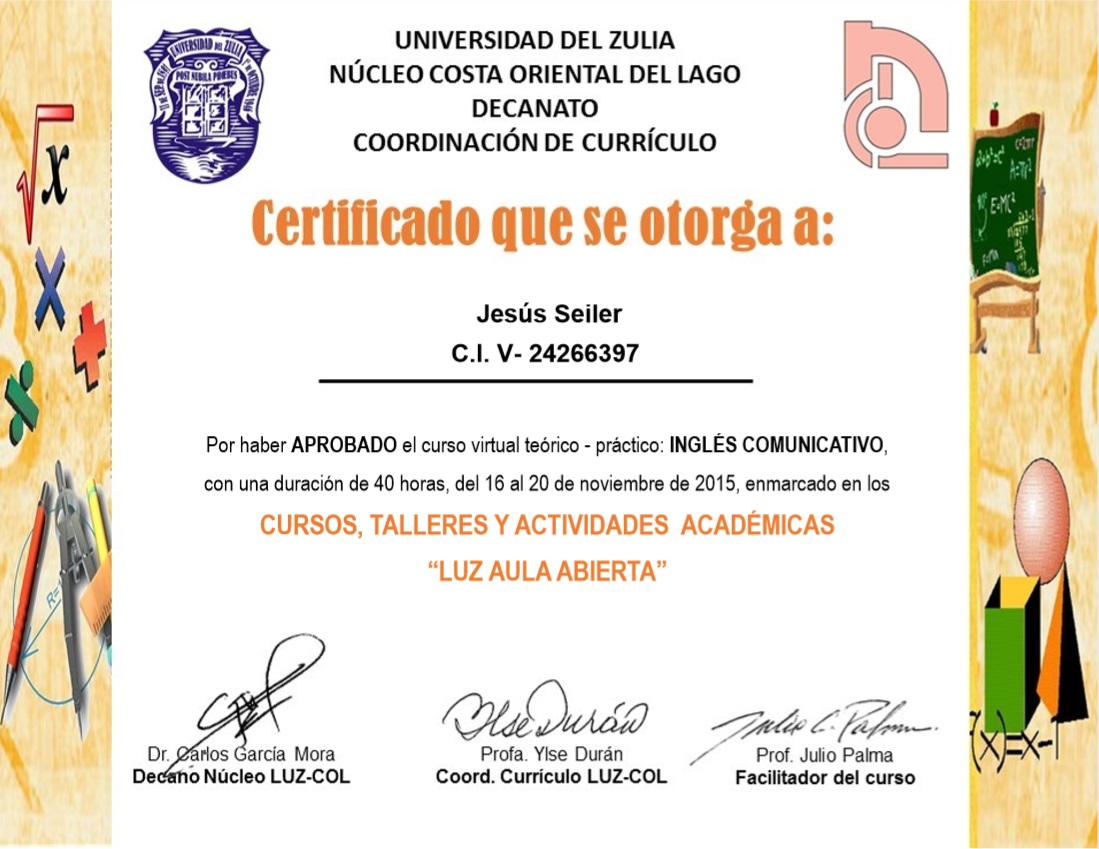 UNIVERSIDAD DEL ZULIA
NÚCLEO COSTA ORIENTAL DEL LAGO
DECANATO
COORDINACIÓN DE CURRÍCULO
UNIVERSIDAD DEL ZULIA
POST NUBILA PHOEBUS
Certificado que se otorga a:
Jesús Seiler
C.I. V- 24266397
Por haber APROBADO el curso virtual teórico - práctico: INGLÉS COMUNICATIVO,
con una duración de 40 horas, del 16 al 20 de noviembre de 2015, enmarcado en los
CURSOS, TALLERES Y ACTIVIDADES ACADÉMICAS
“LUZ AULA ABIERTA”
Ylse Durán
Julio C. Palma
Dr. Carlos García Mora
Decano Núcleo LUZ-COL
Profa. Ylse Durán
Coord. Currículo LUZ-COL
Prof. Julio Palma
Facilitador del curso
√x
E=MC²
(x)=x-1